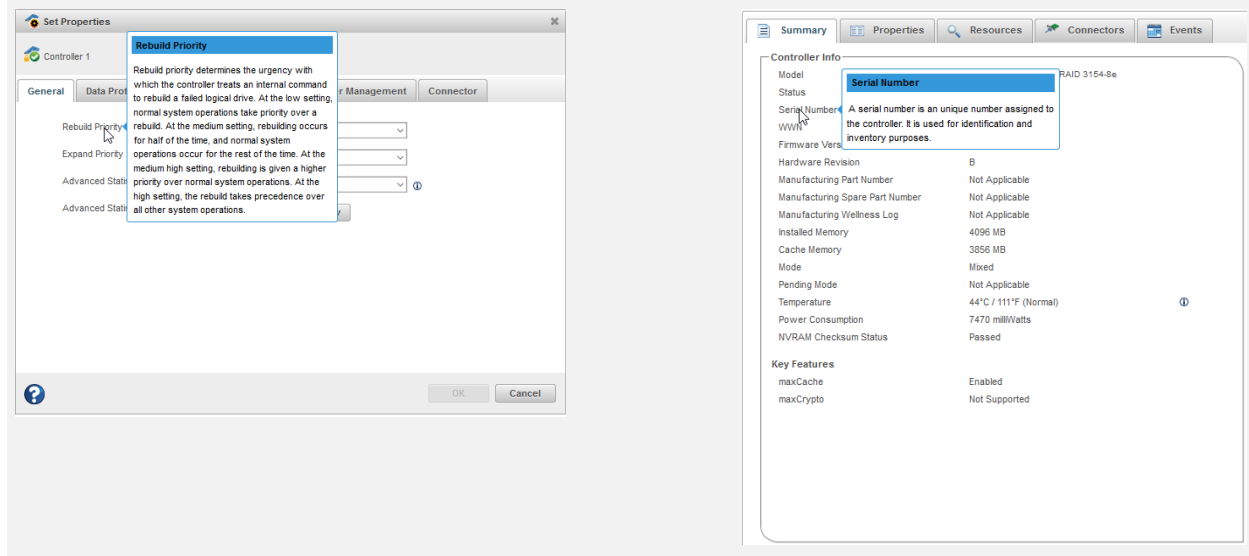 Set Properties
Controller 1
General
Data Prot
r Management
Connector
Rebuild Priority
Expand Priority
Advanced Stati
Advanced Stati
Rebuild Priority
Rebuild priority determines the urgency with
which the controller treats an internal command
to rebuild a failed logical drive. At the low setting,
normal system operations take priority over a
rebuild. At the medium setting, rebuilding occurs
for half of the time, and normal system
operations occur for the rest of the time. At the
medium high setting, rebuilding is given a higher
priority over normal system operations. At the
high setting, the rebuild takes precedence over
all other system operations.
OK
Cancel
Summary
Properties
Resources
Connectors
Events
Controller Info
Model RAID 3154-8e
Status
Serial Number
WWN
Firmware Vers
Serial Number
A serial number is an unique number assigned to
the controller. It is used for identification and
inventory purposes.
Hardware Revision B
Manufacturing Part Number Not Applicable
Manufacturing Spare Part Number Not Applicable
Manufacturing Wellness Log Not Applicable
Installed Memory 4096 MB
Cache Memory 3856 MB
Mode Mixed
Pending Mode Not Applicable
Temperature 44°C / 111°F (Normal)
Power Consumption 7470 milliWatts
NVRAM Checksum Status Passed
Key Features
maxCache Enabled
maxCrypto Not Supported